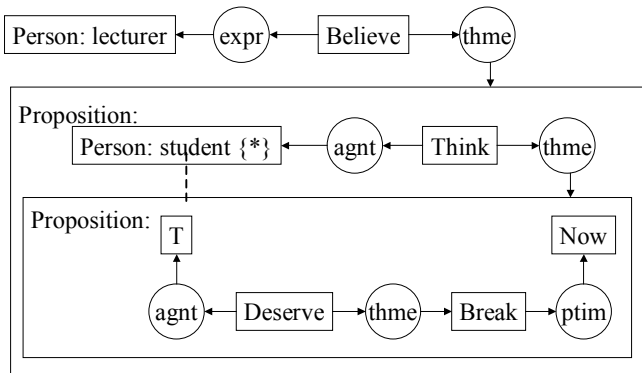 Person: lecturer expr Believe thme
Proposition:
Person: student {*} agnt Think thme
Proposition:
T Now
agnt Deserve thme Break ptim